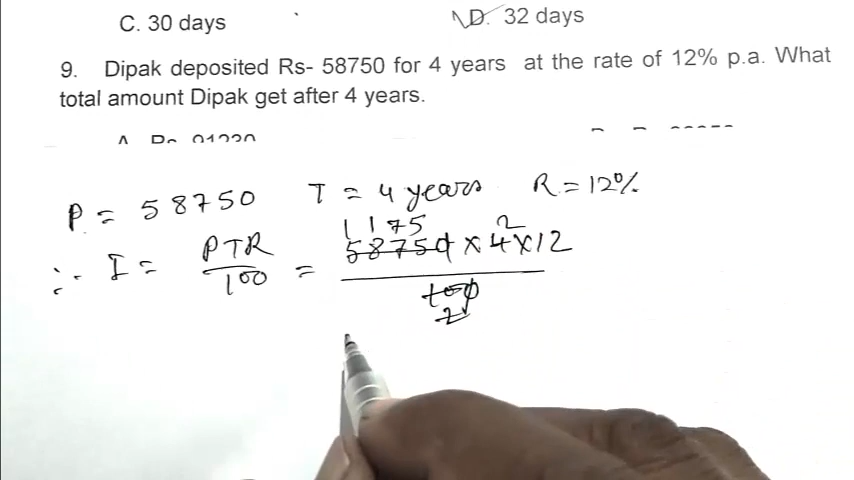 C. 30 days D. 32 days
9. Dipak deposited Rs- 58750 for 4 years at the rate of 12% p.a. What
total amount Dipak get after 4 years.
P = 58750 T = 4 years R = 12%
1175 2
∴ I = PTR/100 = 58750 × 4 × 12
100
2